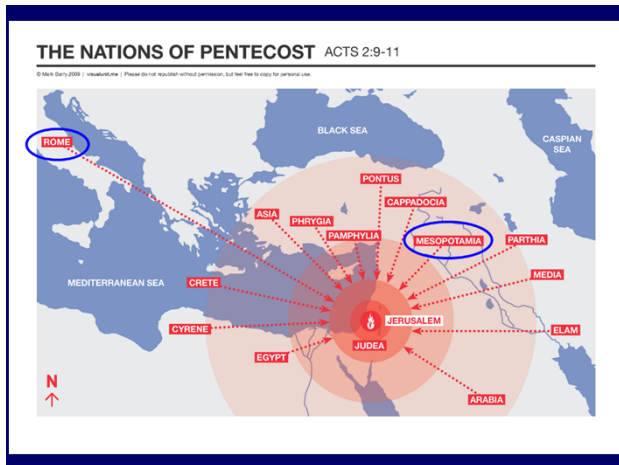 THE NATIONS OF PENTECOST ACTS 2:9-11
© Mark Barry 2009 | visualunit.me | Please do not republish without permission, but feel free to copy for personal use.
BLACK SEA
CASPIAN
SEA
ROME
PONTUS
CAPPADOCIA
ASIA
PHRYGIA
PAMPHYLIA
MESOPOTAMIA
PARTHIA
MEDITERRANEAN SEA
CRETE
MEDIA
CYRENE
JERUSALEM
ELAM
JUDEA
EGYPT
N
ARABIA